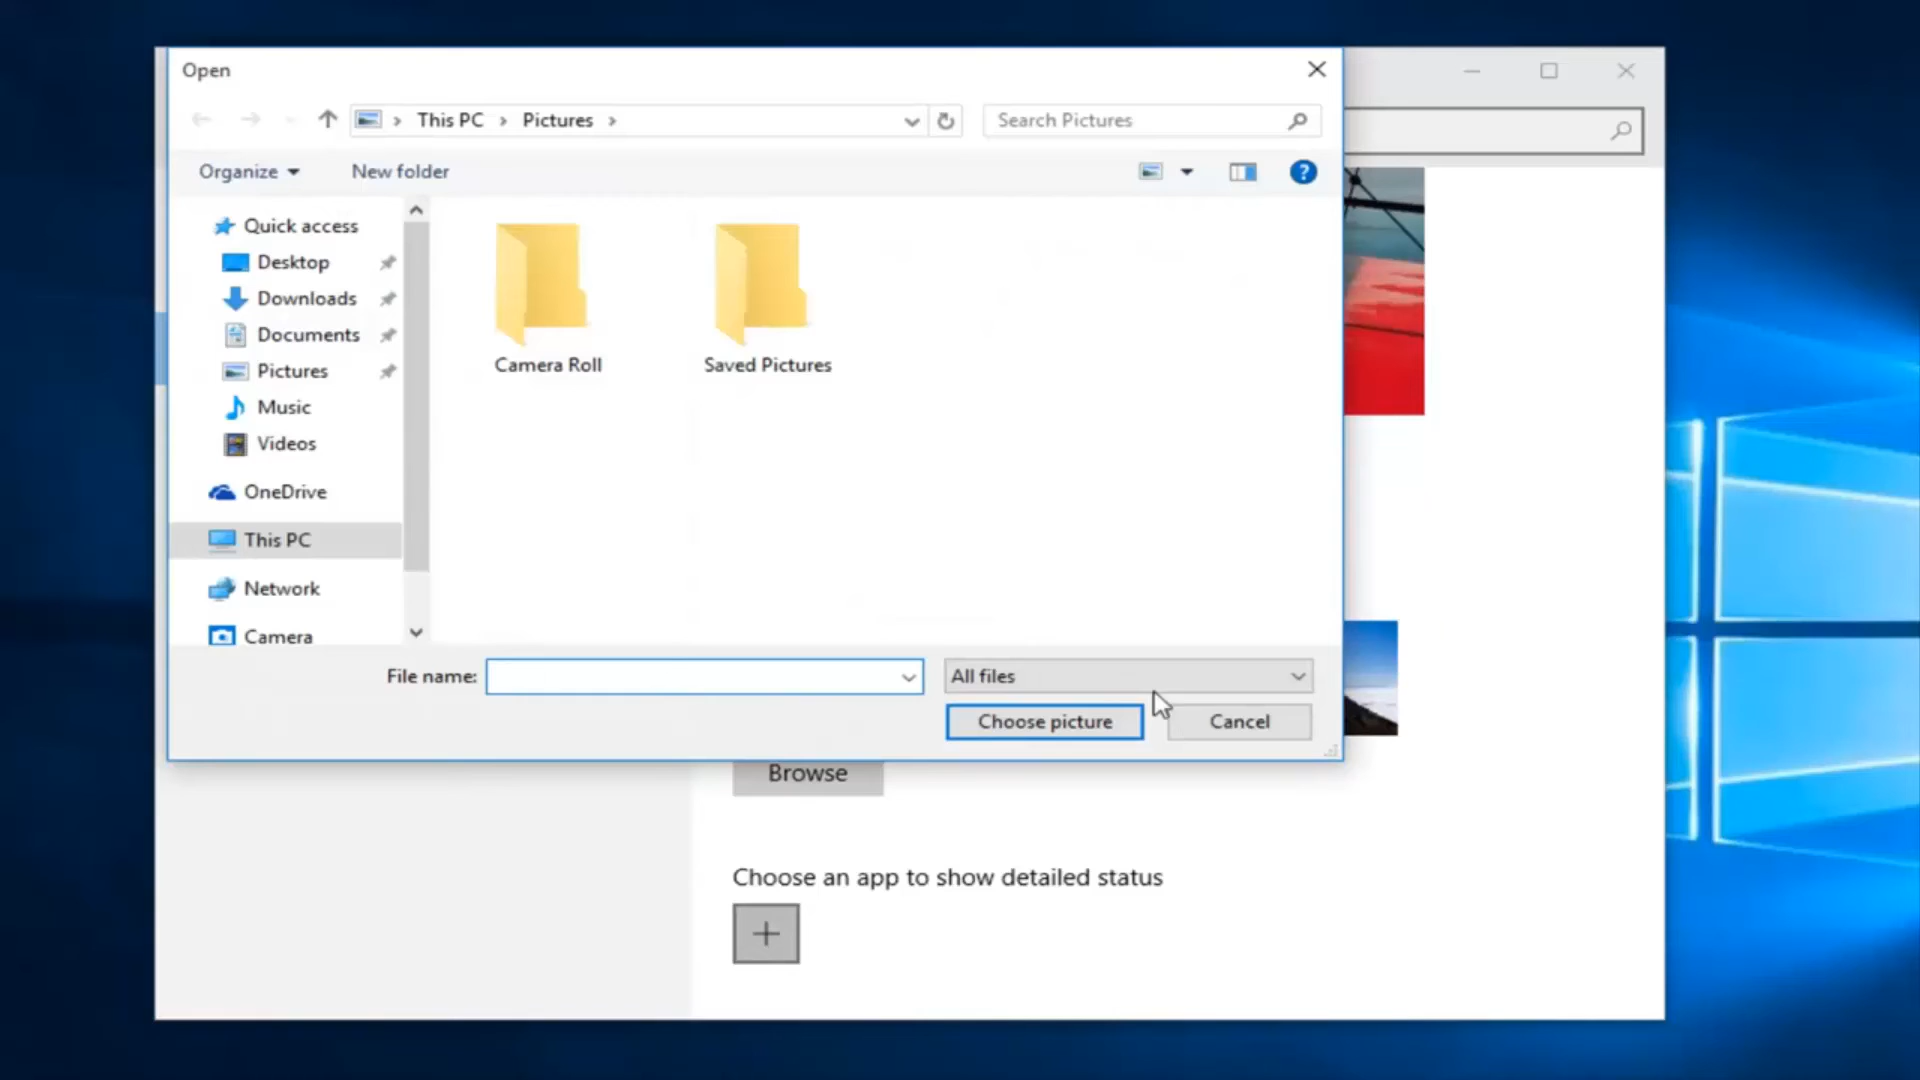 Open
This PC > Pictures >
Search Pictures
Organize
New folder
?
Quick access
Desktop
Downloads
Documents
Pictures
Music
Videos
OneDrive
This PC
Network
Camera
Camera Roll
Saved Pictures
File name:
All files
Choose picture
Cancel
Browse
Choose an app to show detailed status
+